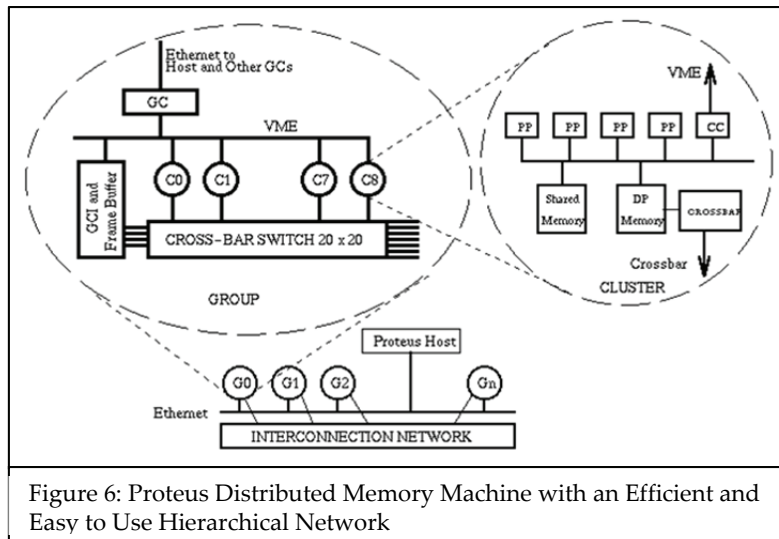 Ethernet to
Host and Other GCs
GC
VME
GCI and
Frame Buffer
C0
C1
C7
C8
CROSS-BAR SWITCH 20 x 20
GROUP
VME
PP
PP
PP
PP
CC
Shared
Memory
DP
Memory
CROSSBAR
Crossbar
CLUSTER
Proteus Host
G0
G1
G2
Gn
Ethernet
INTERCONNECTION NETWORK
Figure 6: Proteus Distributed Memory Machine with an Efficient and
Easy to Use Hierarchical Network